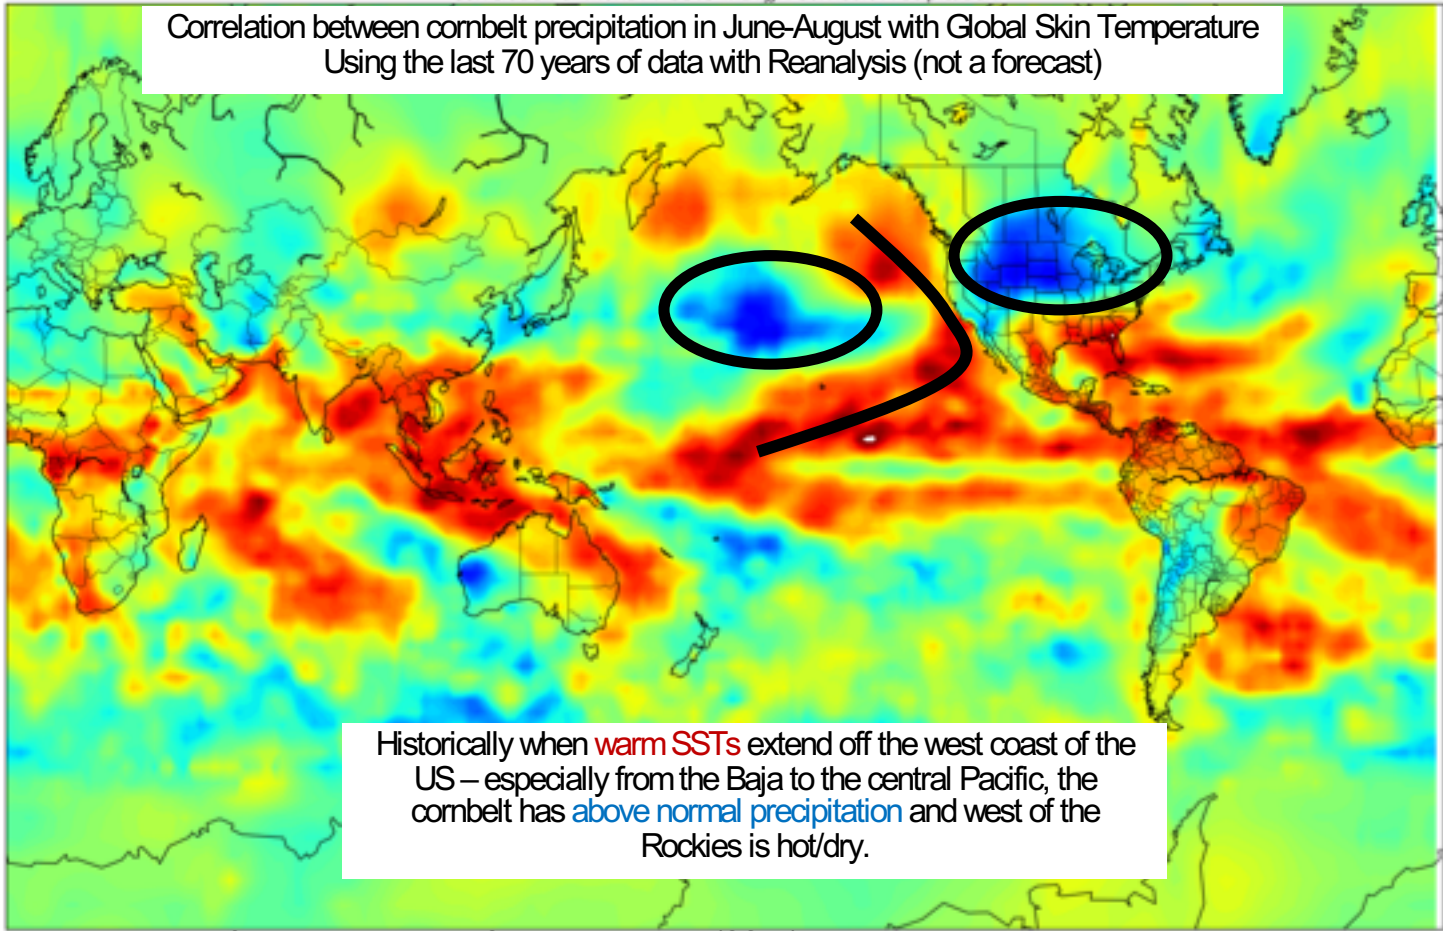 Correlation between cornbelt precipitation in June-August with Global Skin Temperature
Using the last 70 years of data with Reanalysis (not a forecast)
Historically when warm SSTs extend off the west coast of the
US – especially from the Baja to the central Pacific, the
cornbelt has above normal precipitation and west of the
Rockies is hot/dry.